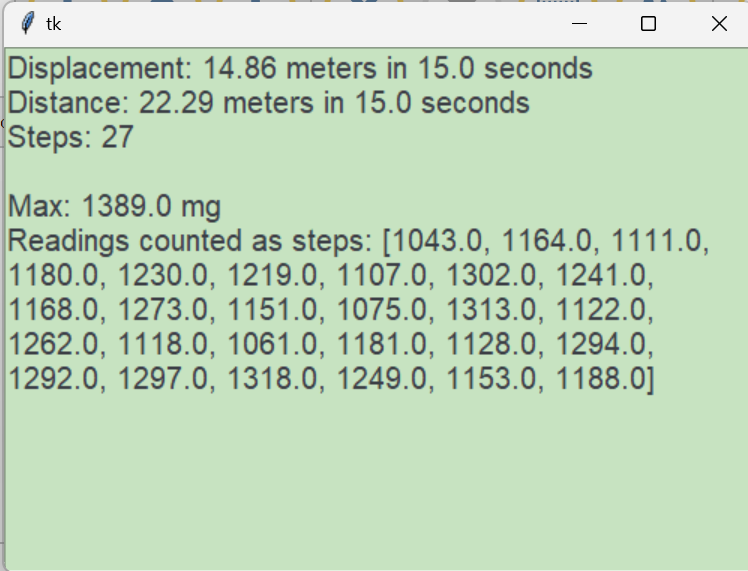 tk
Displacement: 14.86 meters in 15.0 seconds
Distance: 22.29 meters in 15.0 seconds
Steps: 27
Max: 1389.0 mg
Readings counted as steps: [1043.0, 1164.0, 1111.0,
1180.0, 1230.0, 1219.0, 1107.0, 1302.0, 1241.0,
1168.0, 1273.0, 1151.0, 1075.0, 1313.0, 1122.0,
1262.0, 1118.0, 1061.0, 1181.0, 1128.0, 1294.0,
1292.0, 1297.0, 1318.0, 1249.0, 1153.0, 1188.0]